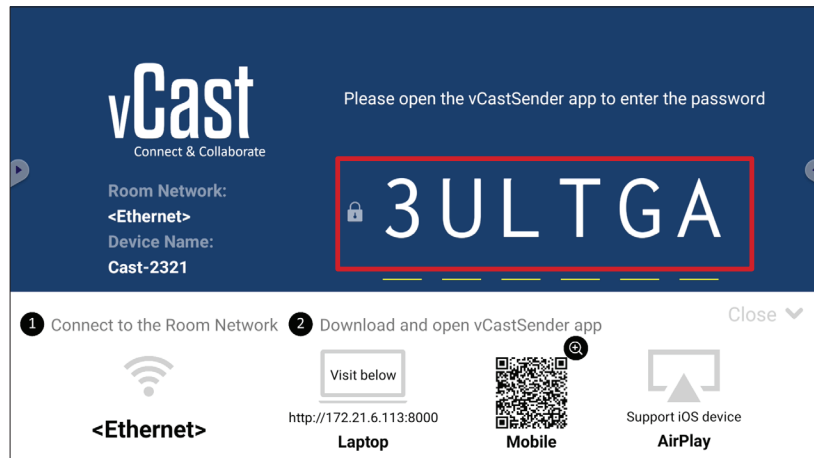 vCast
Connect & Collaborate
Please open the vCastSender app to enter the password
Room Network:
<Ethernet>
Device Name:
Cast-2321
3ULTGA
1 Connect to the Room Network
2 Download and open vCastSender app
Close
<Ethernet>
Visit below
http://172.21.6.113:8000
Laptop
Mobile
Support iOS device
AirPlay